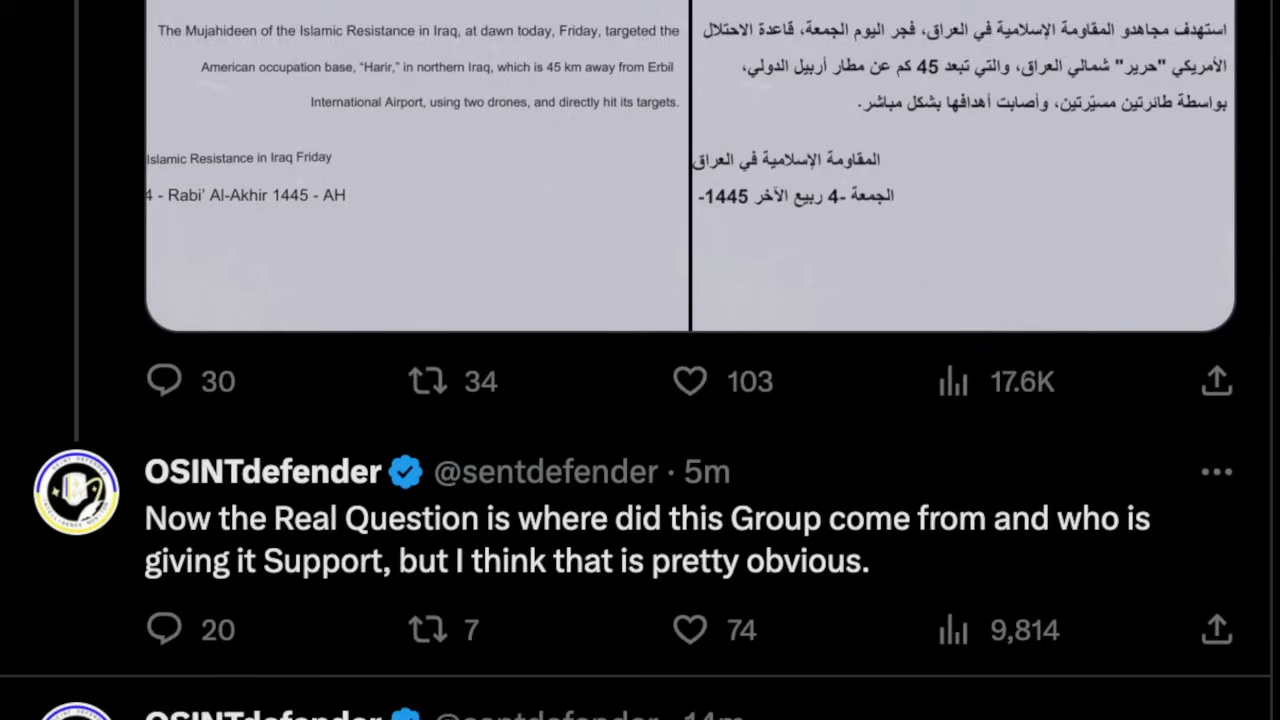 The Mujahideen of the Islamic Resistance in Iraq, at dawn today, Friday, targeted the
American occupation base, “Harir,” in northern Iraq, which is 45 km away from Erbil
International Airport, using two drones, and directly hit its targets.
Islamic Resistance in Iraq Friday
4 - Rabi’ Al-Akhir 1445 - AH
استهدف مجاهدو المقاومة الإسلامية في العراق، فجر اليوم الجمعة، قاعدة الاحتلال
الأمريكي "حرير" شمالي العراق، والتي تبعد 45 كم عن مطار أربيل الدولي،
بواسطة طائرتين مسيّرتين، وأصابت أهدافها بشكل مباشر.
المقاومة الإسلامية في العراق
الجمعة -4 ربيع الآخر 1445-
30 34 103 17.6K
OSINTdefender @sentdefender · 5m
Now the Real Question is where did this Group come from and who is
giving it Support, but I think that is pretty obvious.
20 7 74 9,814
OSINTdefender @sentdefender · 14m